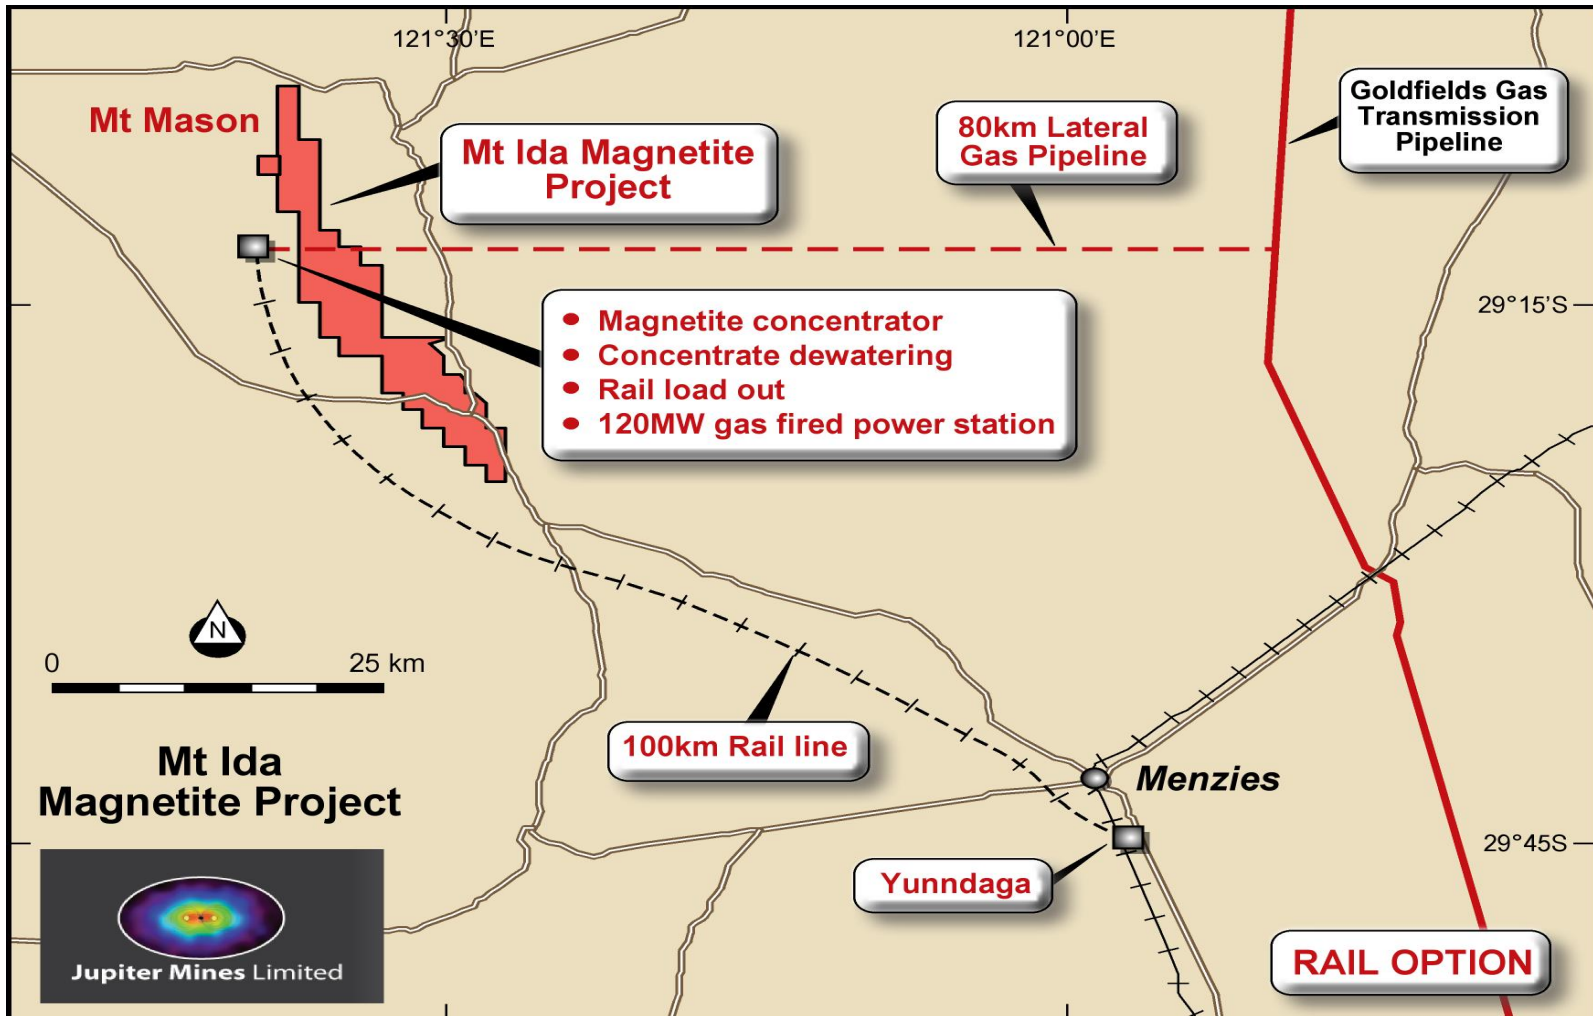 121°30'E
121°00'E
Mt Mason
Mt Ida Magnetite
Project
80km Lateral
Gas Pipeline
Goldfields Gas
Transmission
Pipeline
29°15'S
• Magnetite concentrator
• Concentrate dewatering
• Rail load out
• 120MW gas fired power station
N
0 25 km
100km Rail line
Mt Ida
Magnetite Project
Menzies
29°45S
Yunndaga
Jupiter Mines Limited
RAIL OPTION